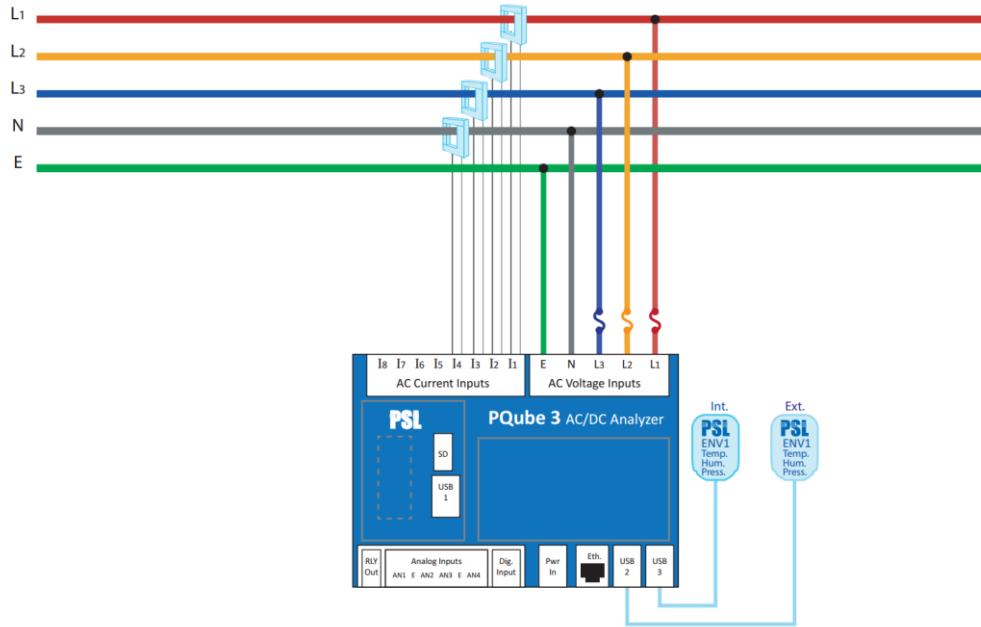 L1
L2
L3
N
E
I8 I7 I6 I5 I4 I3 I2 I1
AC Current Inputs
E N L3 L2 L1
AC Voltage Inputs
PSL
PQube 3 AC/DC Analyzer
SD
USB
1
RLY
Out
Analog Inputs
AN1 E AN2 AN3 E AN4
Dig.
Input
Pwr
In
Eth.
USB
2
USB
3
Int.
PSL
ENV1
Temp.
Hum.
Press.
Ext.
PSL
ENV1
Temp.
Hum.
Press.